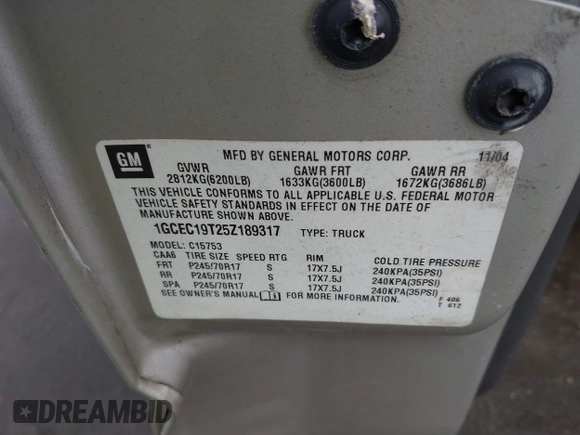 GM
MFD BY GENERAL MOTORS CORP. 11/04
GVWR GAWR FRT GAWR RR
2812KG(6200LB) 1633KG(3600LB) 1672KG(3686LB)
THIS VEHICLE CONFORMS TO ALL APPLICABLE U.S. FEDERAL MOTOR
VEHICLE SAFETY STANDARDS IN EFFECT ON THE DATE OF
MANUFACTURE SHOWN ABOVE.
1GCEC19T25Z189317 TYPE: TRUCK
MODEL: C15753
CAA6 TIRE SIZE SPEED RTG RIM COLD TIRE PRESSURE
FRT P245/70R17 S 17X7.5J 240KPA(35PSI)
RR P245/70R17 S 17X7.5J 240KPA(35PSI)
SPA P245/70R17 S 17X7.5J 240KPA(35PSI)
SEE OWNER'S MANUAL FOR MORE INFORMATION.
F 406
T 612
DREAMBID